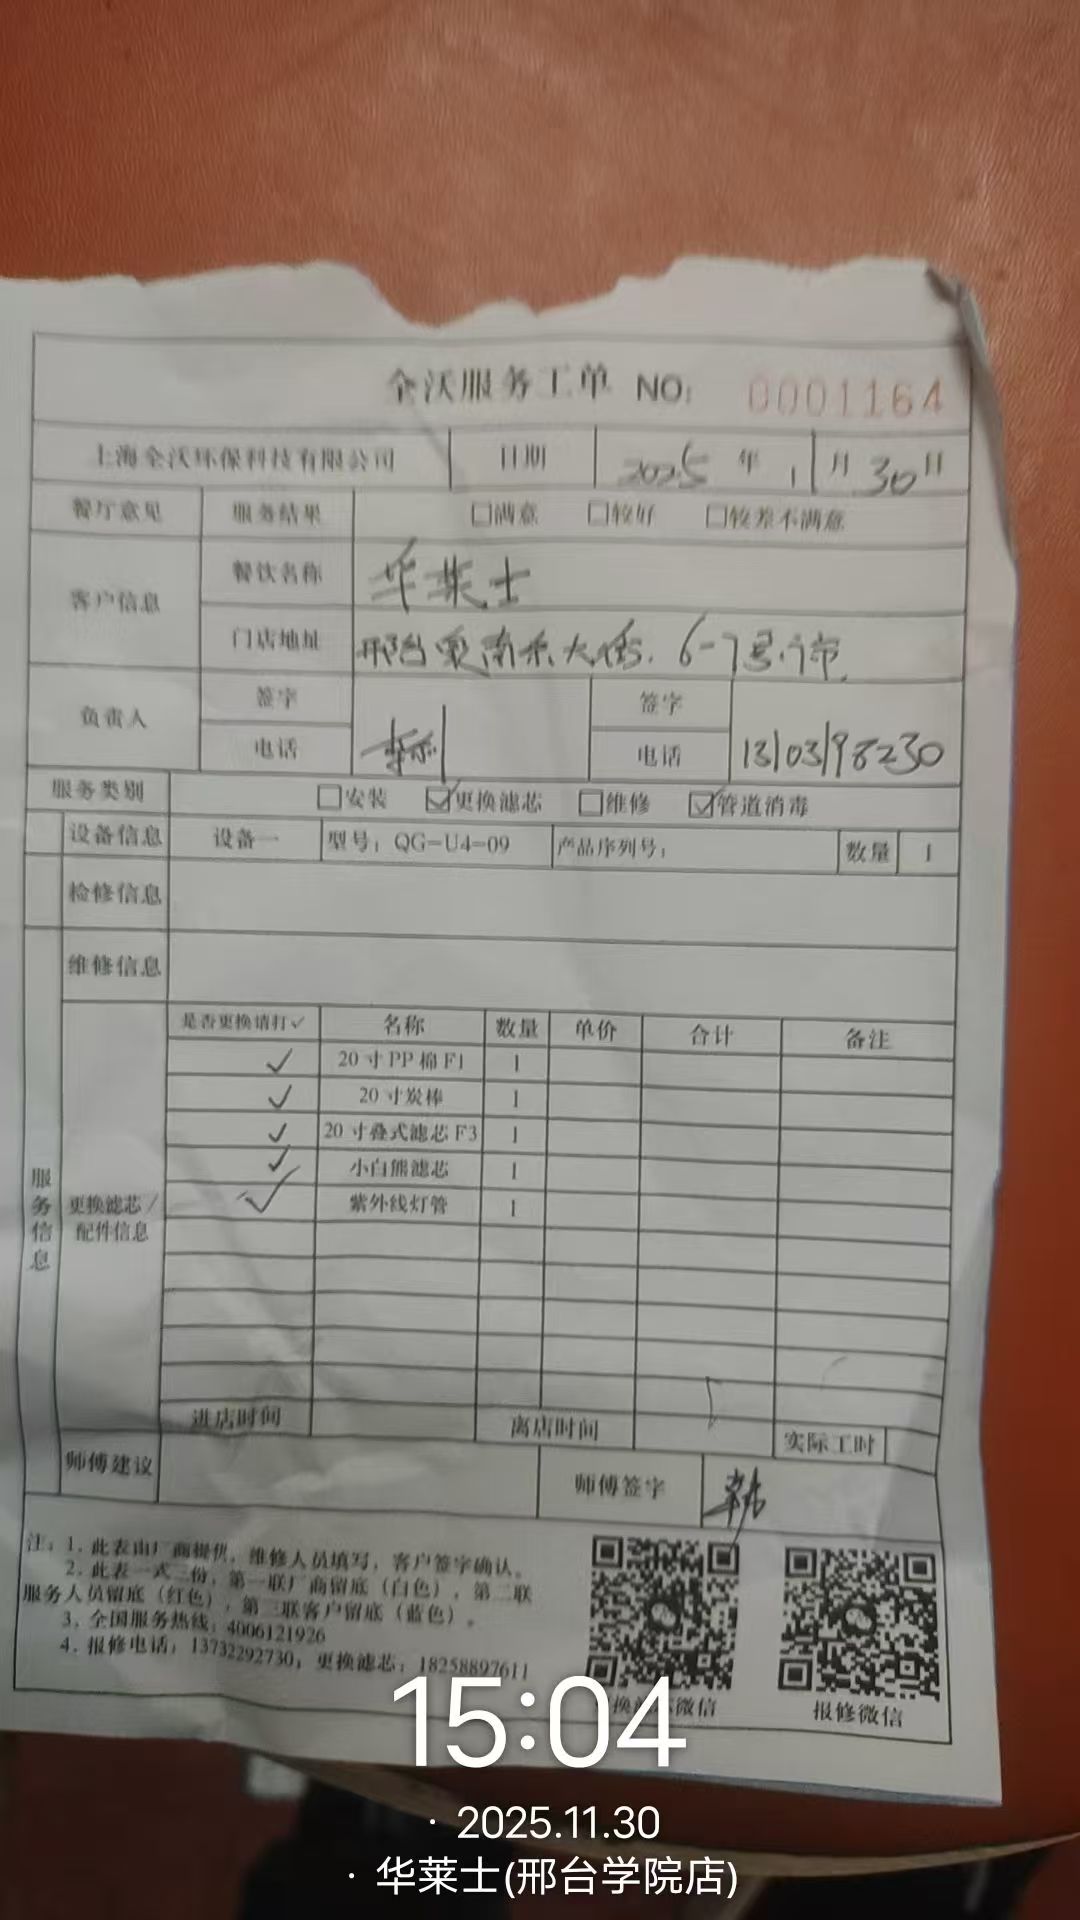 全沃服务工单 NO: 0001164
上海全沃环保科技有限公司 日期 2025年 11月 30日
餐厅意见 服务结果 □满意 □较好 □较差不满意
客户信息 餐饮名称 华莱士
门店地址 邢台 南 大街. 6-7号门市.
负责人 签字 签字
电话 电话 13103198230
服务类别 □安装 ☑更换滤芯 □维修 ☑管道消毒
设备信息 设备一 型号: QG-U4-09 产品序列号: 数量 1
检修信息
维修信息
是否更换请打✓ 名称 数量 单价 合计 备注
✓ 20寸PP棉F1 1
✓ 20寸炭棒 1
✓ 20寸叠式滤芯F3 1
✓ 小白熊滤芯 1
✓ 紫外线灯管 1
服务信息
更换滤芯/
配件信息
进店时间 离店时间 实际工时
师傅建议 师傅签字
注: 1. 此表由厂商提供, 维修人员填写, 客户签字确认。
2. 此表一式三份, 第一联厂商留底(白色), 第二联
服务人员留底(红色), 第三联客户留底(蓝色)。
3. 全国服务热线: 4006121926
4. 报修电话: 13732292730, 更换滤芯: 18258897611
微信 报修微信
15:04
· 2025.11.30
· 华莱士(邢台学院店)